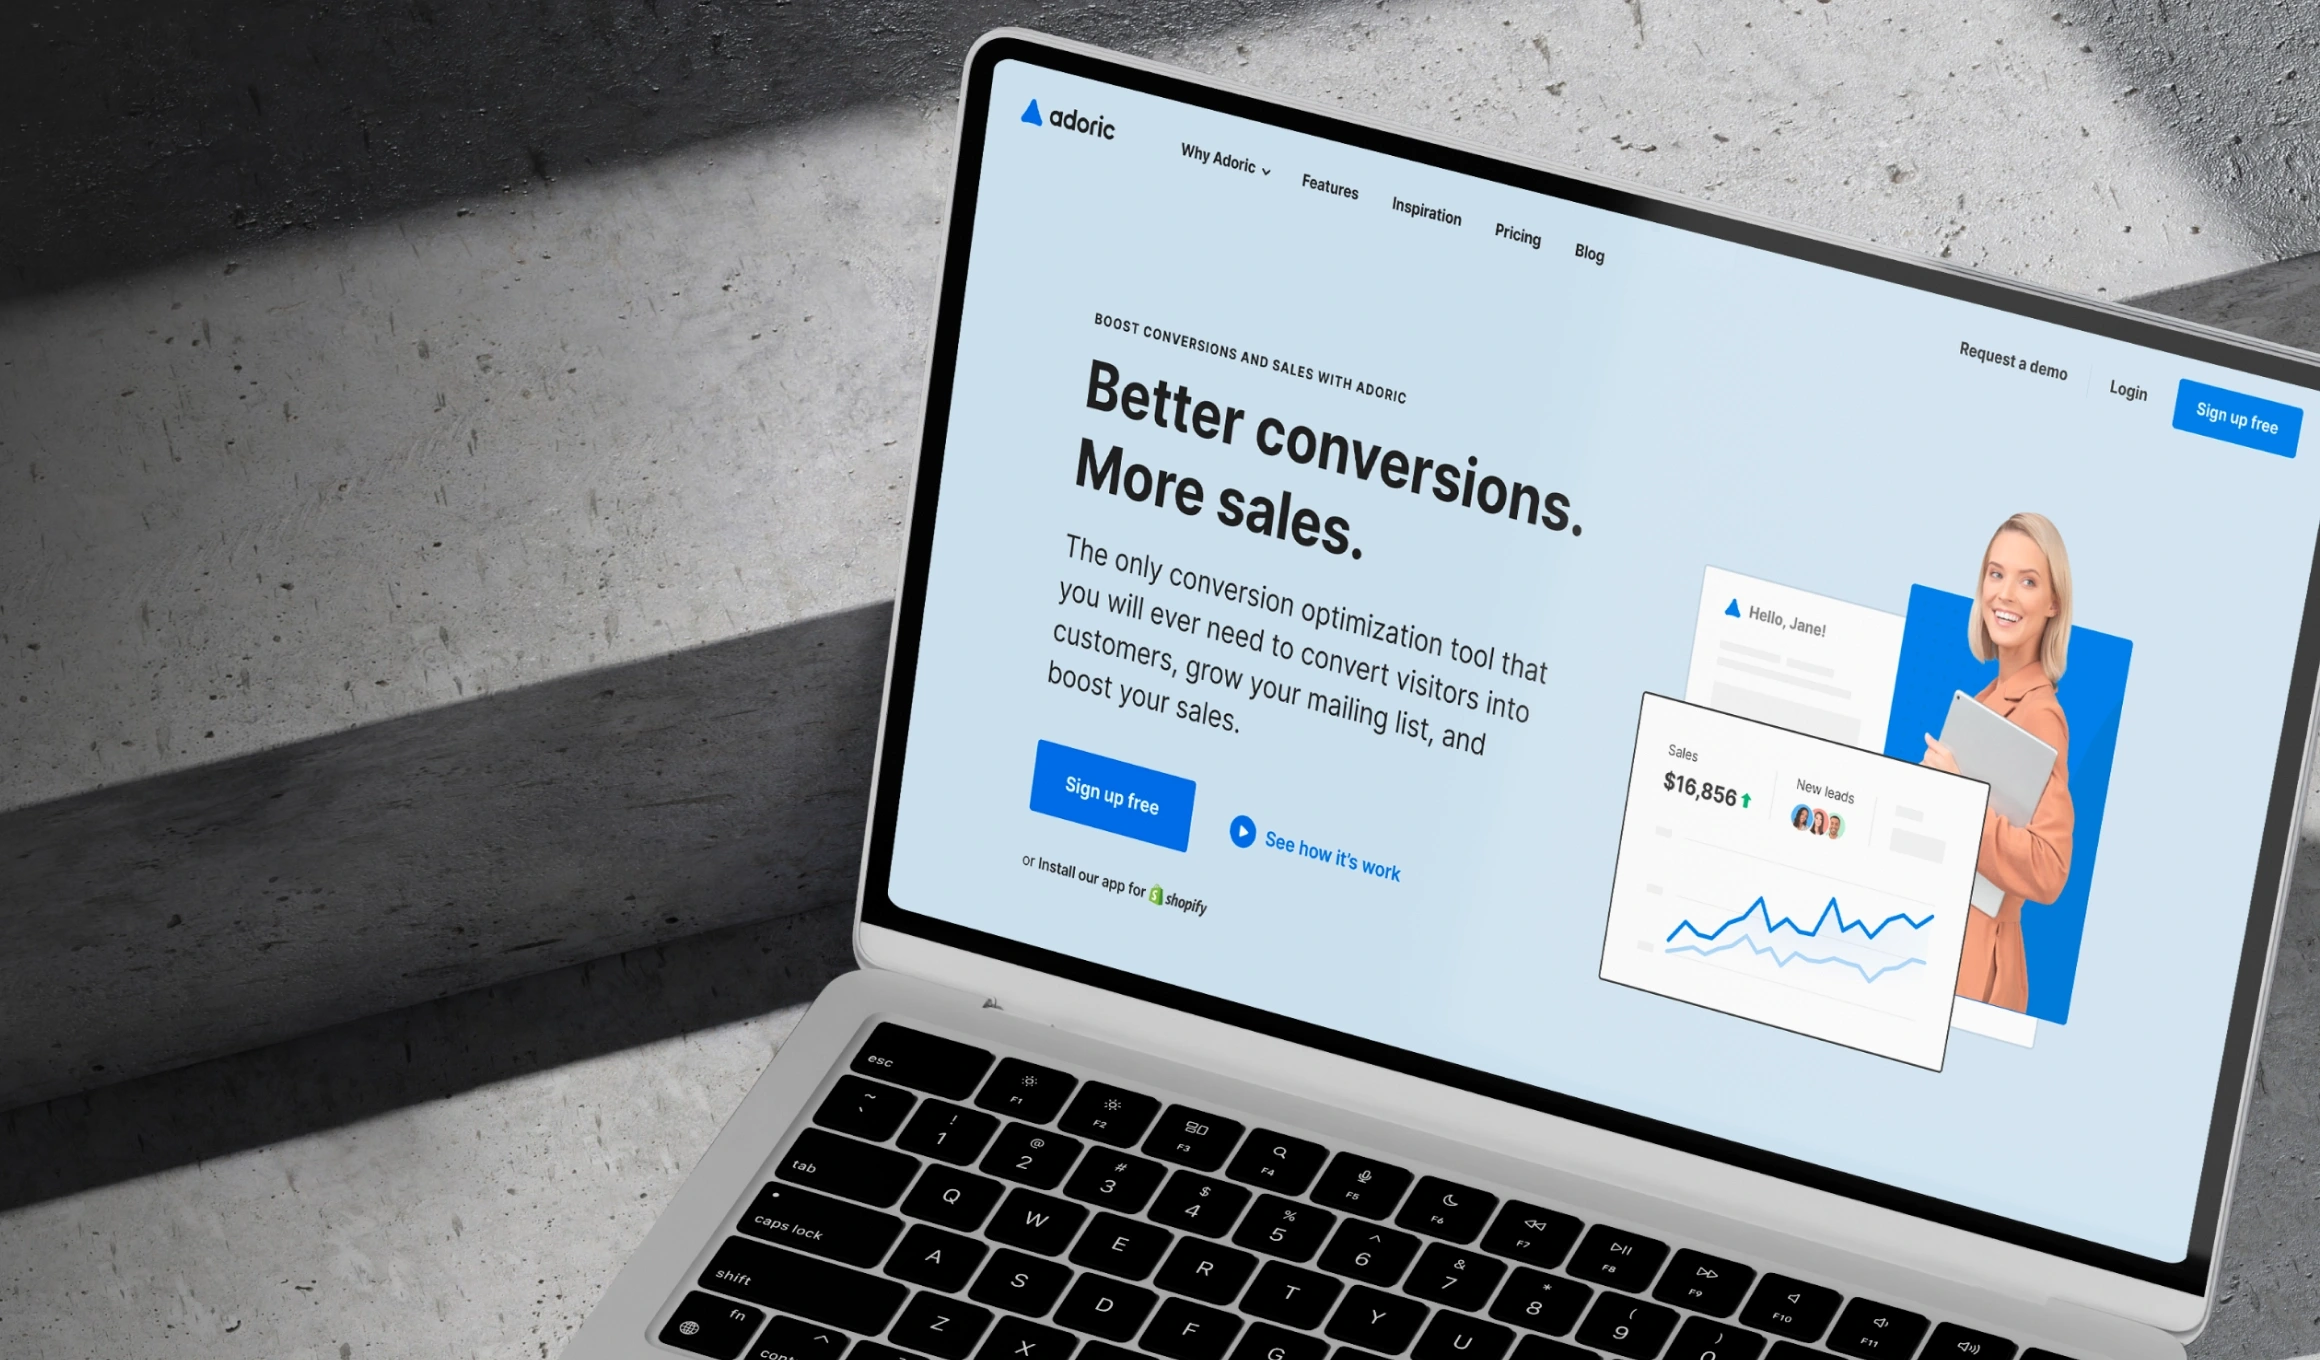 adoric
Why Adoric
Features
Inspiration
Pricing
Blog
Request a demo
Login
Sign up free
BOOST CONVERSIONS AND SALES WITH ADORIC
Better conversions.
More sales.
The only conversion optimization tool that
you will ever need to convert visitors into
customers, grow your mailing list, and
boost your sales.
Sign up free
See how it's work
or Install our app for shopify
Hello, Jane!
Sales
$16,856
New leads
esc
F1
F2
F3
F4
F5
F6
F7
F8
F9
F10
F11
~ `
! 1
@ 2
# 3
$ 4
% 5
^ 6
& 7
* 8
( 9
)
tab
Q
W
E
R
T
Y
U
caps lock
A
S
D
F
G
shift
Z
X
fn